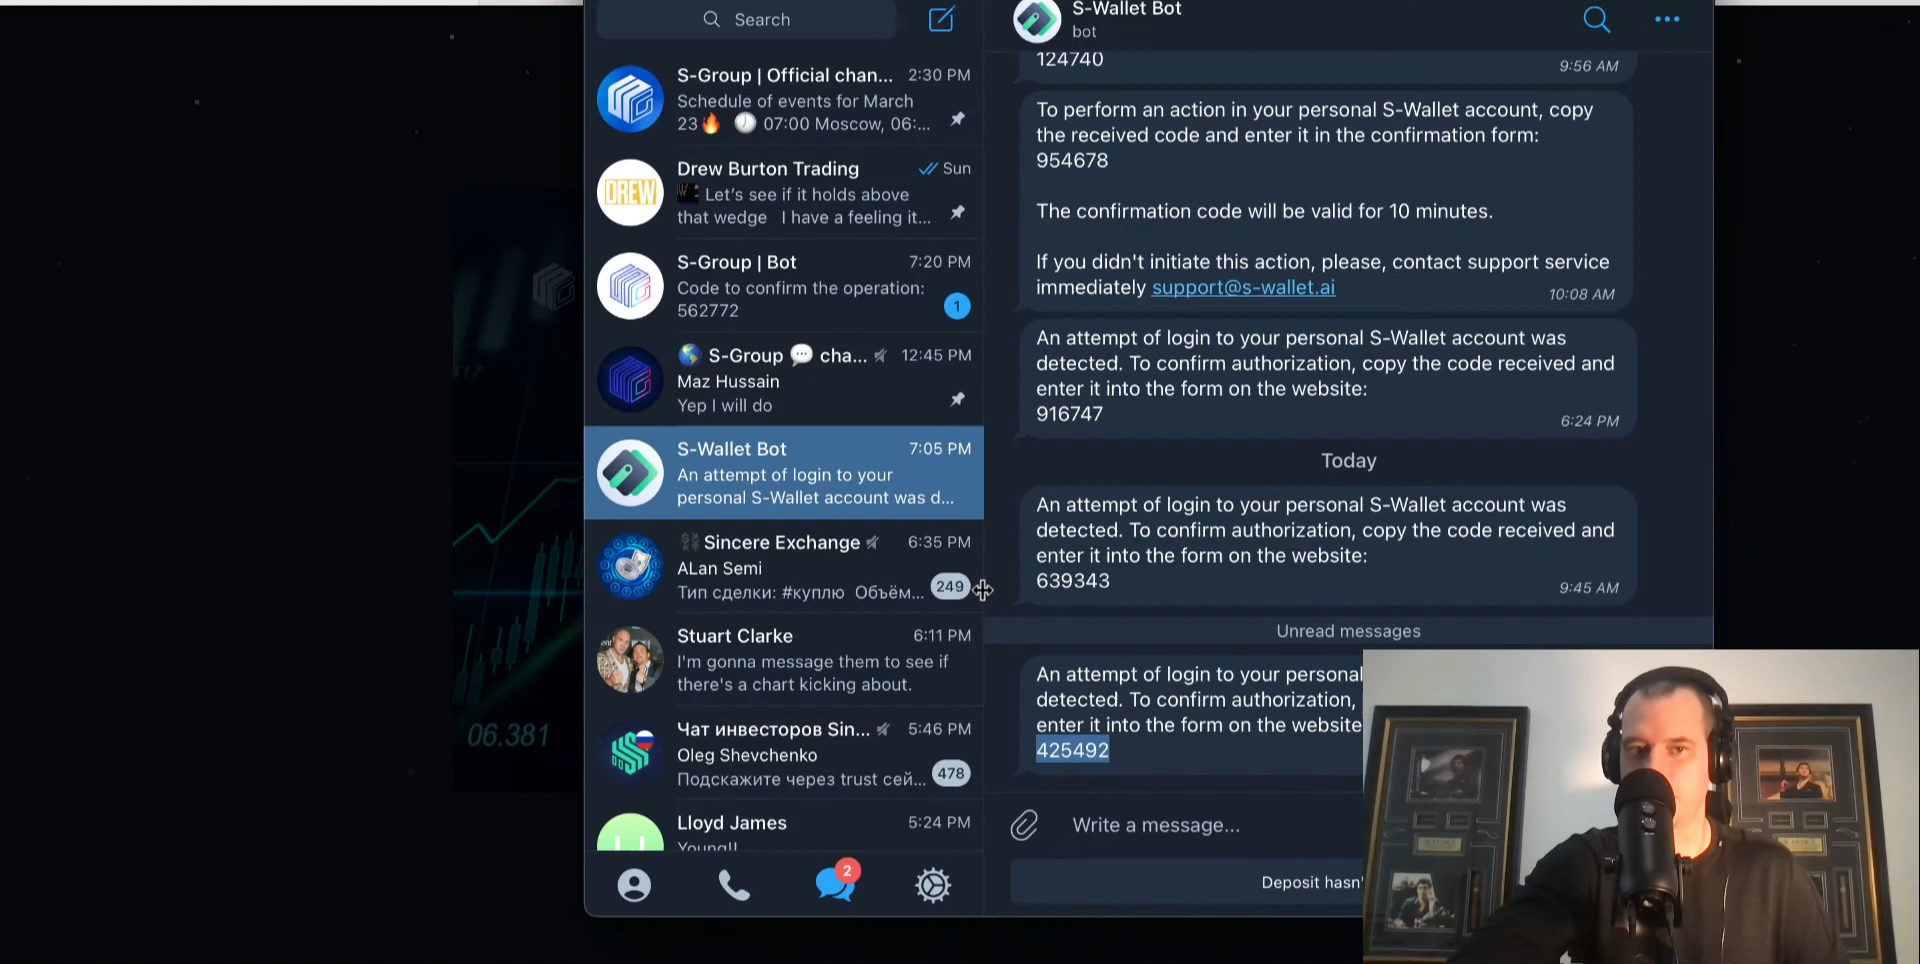 Search
S-Group | Official chan... 2:30 PM
Schedule of events for March
23🔥 🕖 07:00 Moscow, 06:...
DREW
Drew Burton Trading Sun
Let's see if it holds above
that wedge I have a feeling it...
S-Group | Bot 7:20 PM
Code to confirm the operation:
562772 1
🌎 S-Group 💬 cha... 12:45 PM
Maz Hussain
Yep I will do
S-Wallet Bot 7:05 PM
An attempt of login to your
personal S-Wallet account was d...
Sincere Exchange 6:35 PM
ALan Semi
Тип сделки: #куплю Объём... 249
Stuart Clarke 6:11 PM
I'm gonna message them to see if
there's a chart kicking about.
Чат инвесторов Sin... 5:46 PM
Oleg Shevchenko
Подскажите через trust сей... 478
Lloyd James 5:24 PM
Young!!
2
S-Wallet Bot
bot
124740
9:56 AM
To perform an action in your personal S-Wallet account, copy
the received code and enter it in the confirmation form:
954678
The confirmation code will be valid for 10 minutes.
If you didn't initiate this action, please, contact support service
immediately support@s-wallet.ai
10:08 AM
An attempt of login to your personal S-Wallet account was
detected. To confirm authorization, copy the code received and
enter it into the form on the website:
916747
6:24 PM
Today
An attempt of login to your personal S-Wallet account was
detected. To confirm authorization, copy the code received and
enter it into the form on the website:
639343
9:45 AM
Unread messages
An attempt of login to your personal
detected. To confirm authorization,
enter it into the form on the website
425492
Write a message...
Deposit hasn'
06.381